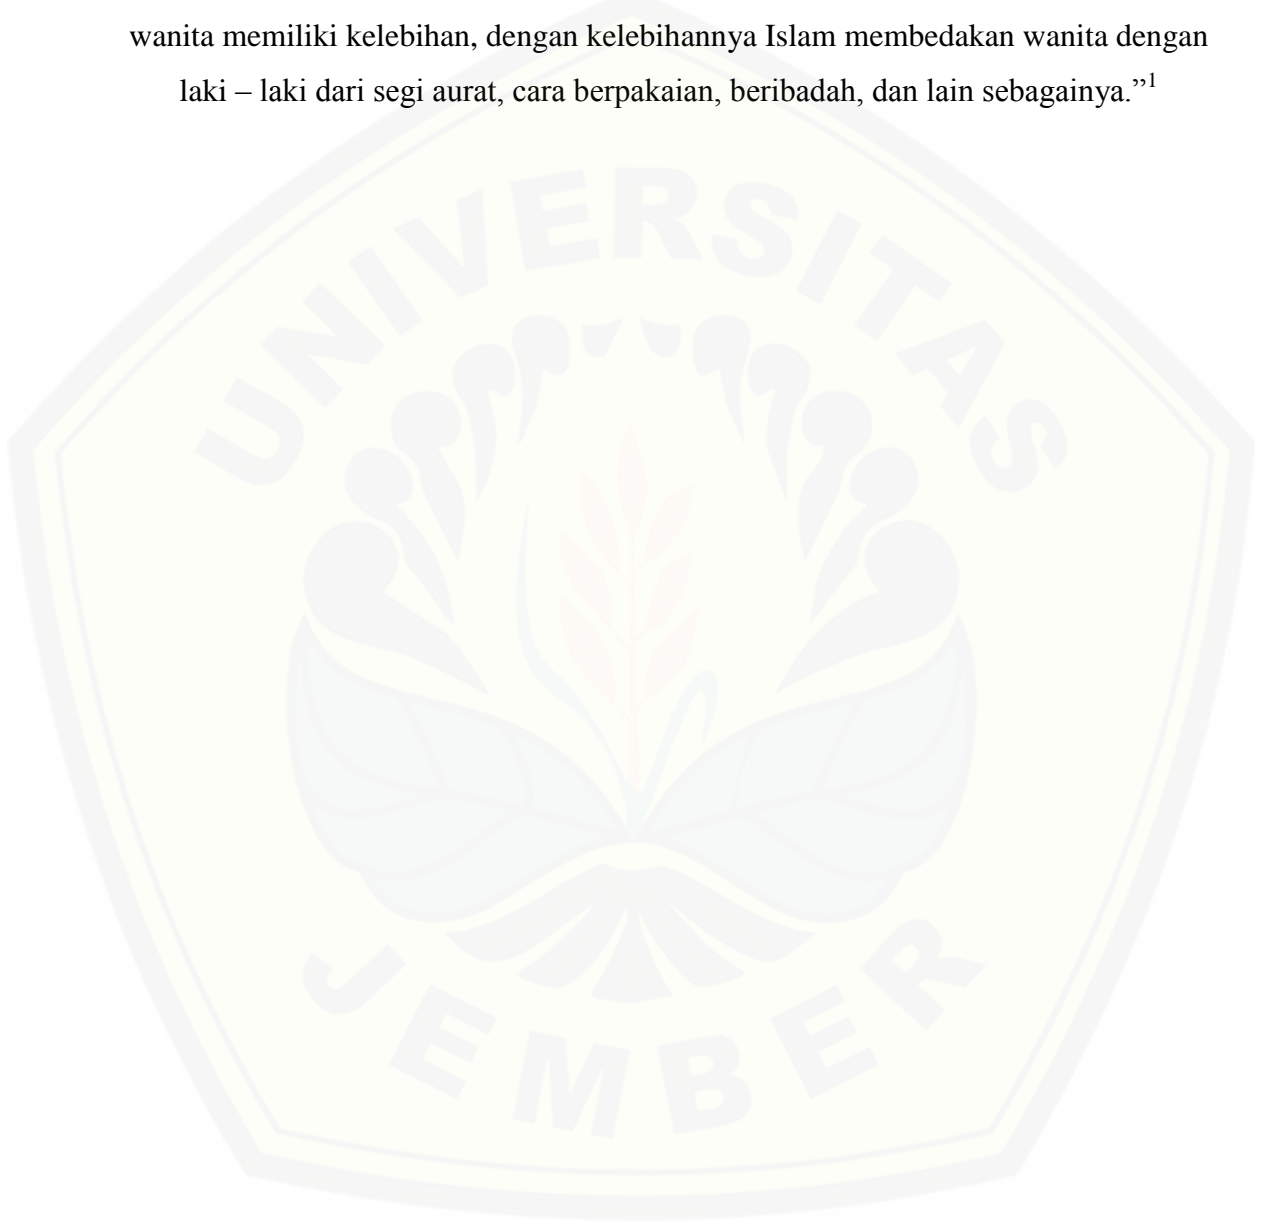 wanita memiliki kelebihan, dengan kelebihannya Islam membedakan wanita dengan
laki – laki dari segi aurat, cara berpakaian, beribadah, dan lain sebagainya.”1
UNIVERSITAS
JEMBER